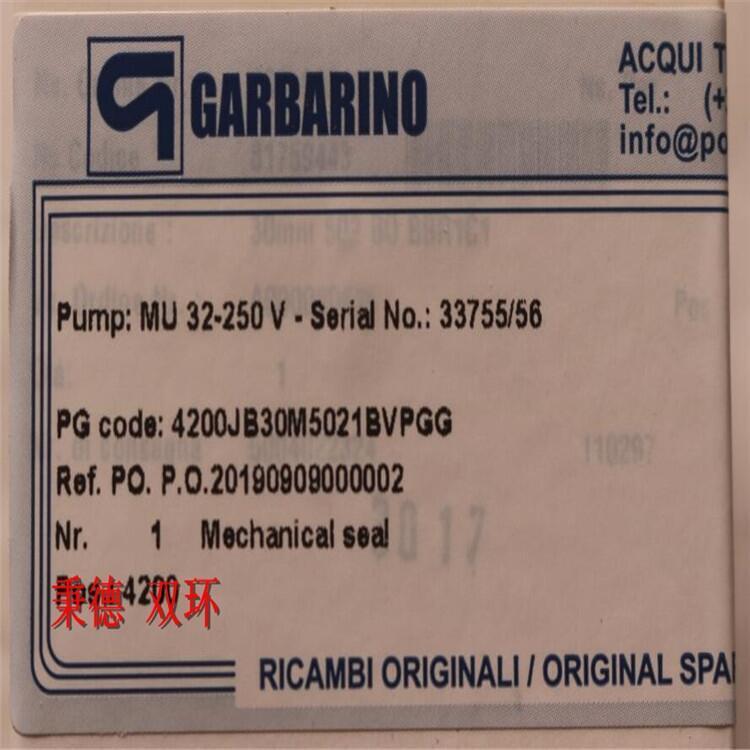 GARBARINO
ACQUI T
Tel.: (+
info@po
Pump: MU 32-250 V - Serial No.: 33755/56
PG code: 4200JB30M5021BVPGG
Ref. PO. P.O.20190909000002
Nr. 1 Mechanical seal
4200
秉德 双环
RICAMBI ORIGINALI / ORIGINAL SPA